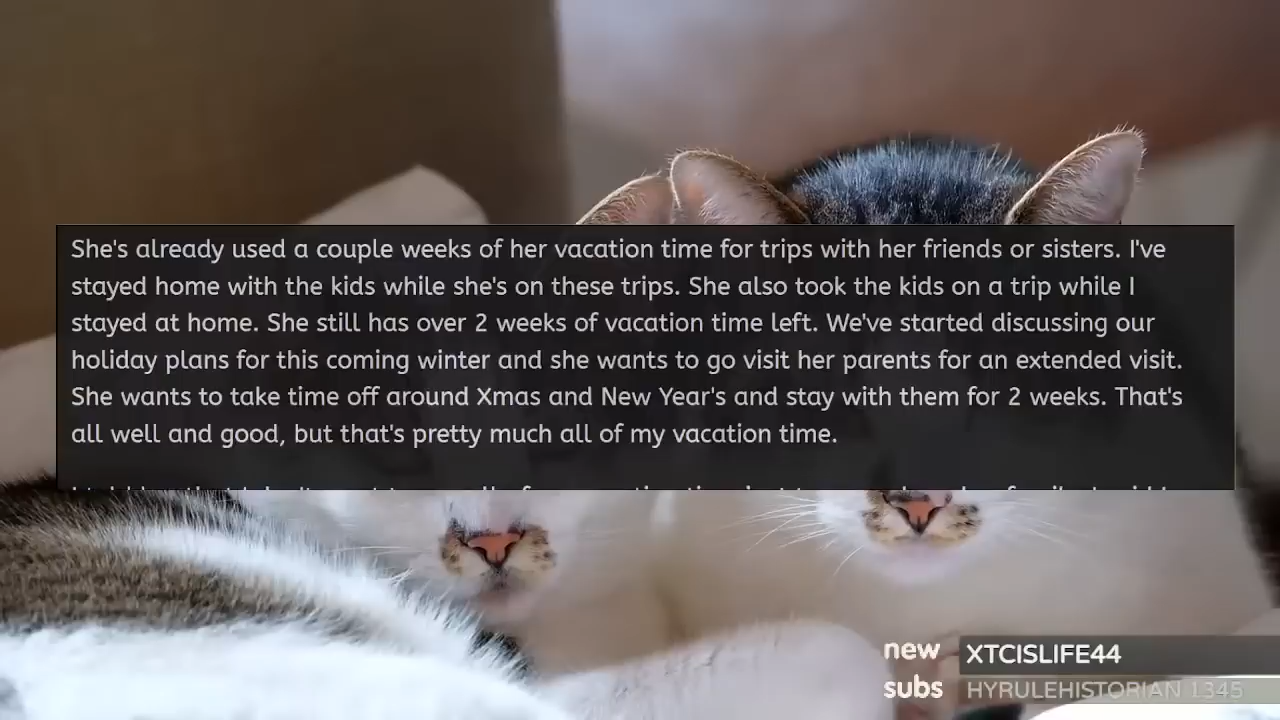 She's already used a couple weeks of her vacation time for trips with her friends or sisters. I've
stayed home with the kids while she's on these trips. She also took the kids on a trip while I
stayed at home. She still has over 2 weeks of vacation time left. We've started discussing our
holiday plans for this coming winter and she wants to go visit her parents for an extended visit.
She wants to take time off around Xmas and New Year's and stay with them for 2 weeks. That's
all well and good, but that's pretty much all of my vacation time.
new XTCISLIFE44
subs HYRULEHISTORIAN 1345